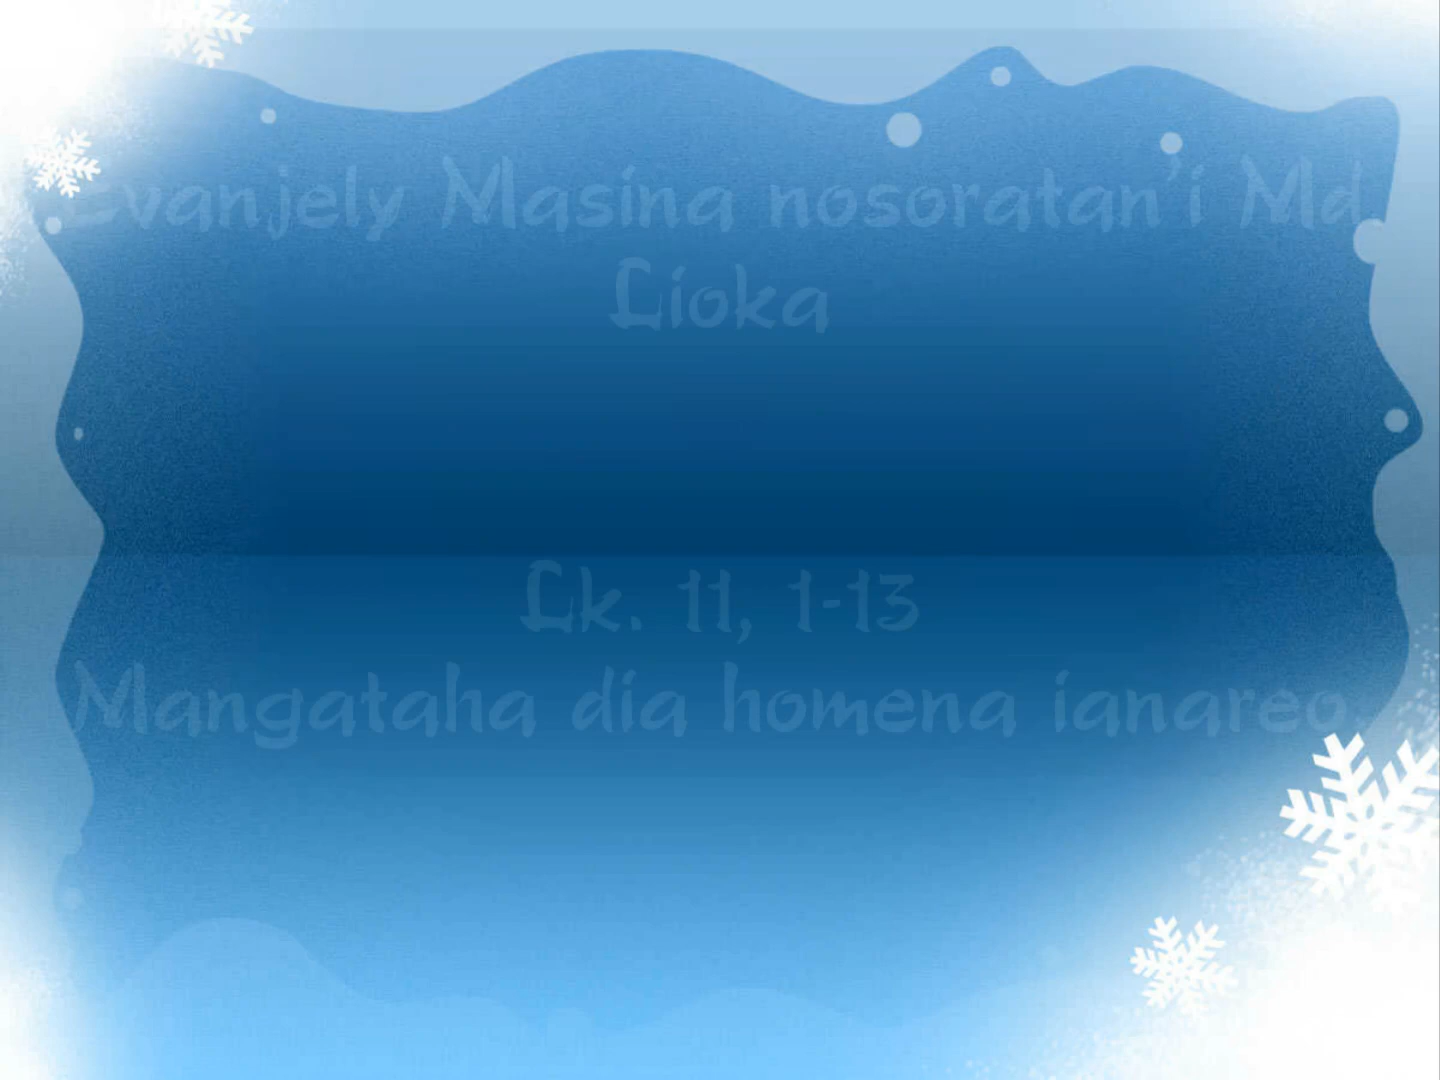 Evanjely Masina nosoratan'i Md
Lioka
Lk. 11, 1-13
Mangataha dia homena ianareo